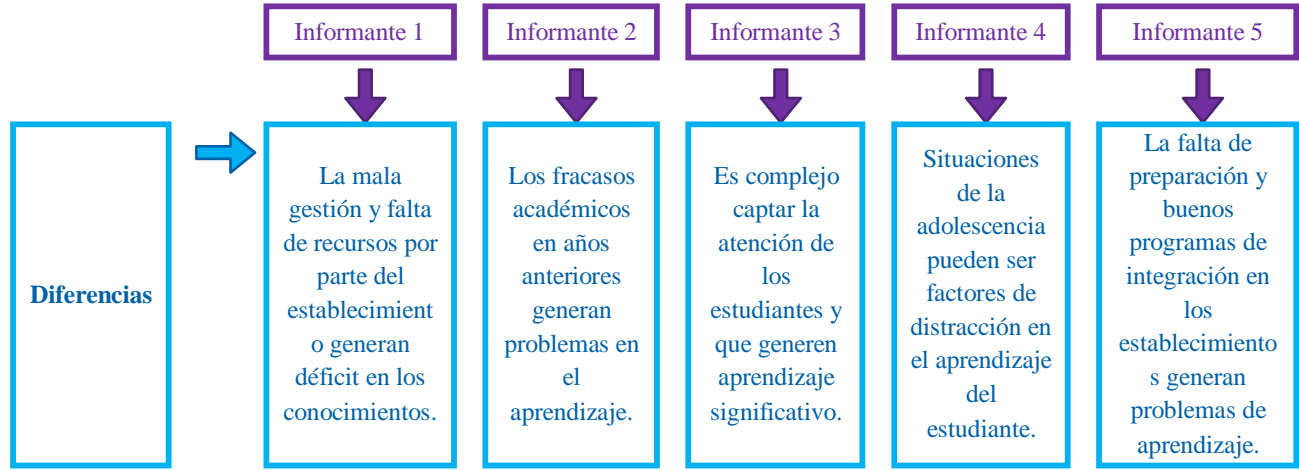 Informante 1
Informante 2
Informante 3
Informante 4
Informante 5
Diferencias
La mala
gestión y falta
de recursos por
parte del
establecimient
o generan
déficit en los
conocimientos.
Los fracasos
académicos
en años
anteriores
generan
problemas en
el
aprendizaje.
Es complejo
captar la
atención de
los
estudiantes y
que generen
aprendizaje
significativo.
Situaciones
de la
adolescencia
pueden ser
factores de
distracción en
el aprendizaje
del
estudiante.
La falta de
preparación y
buenos
programas de
integración en
los
establecimiento
s generan
problemas de
aprendizaje.